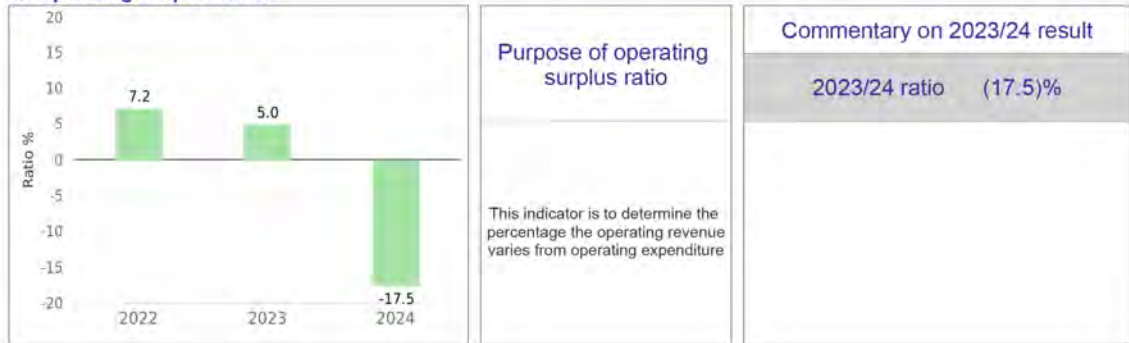 20
15
10
5
0
-5
-10
-15
-20
Ratio %
7.2
5.0
-17.5
2022
2023
2024
Purpose of operating
surplus ratio
This indicator is to determine the
percentage the operating revenue
varies from operating expenditure
Commentary on 2023/24 result
2023/24 ratio (17.5)%